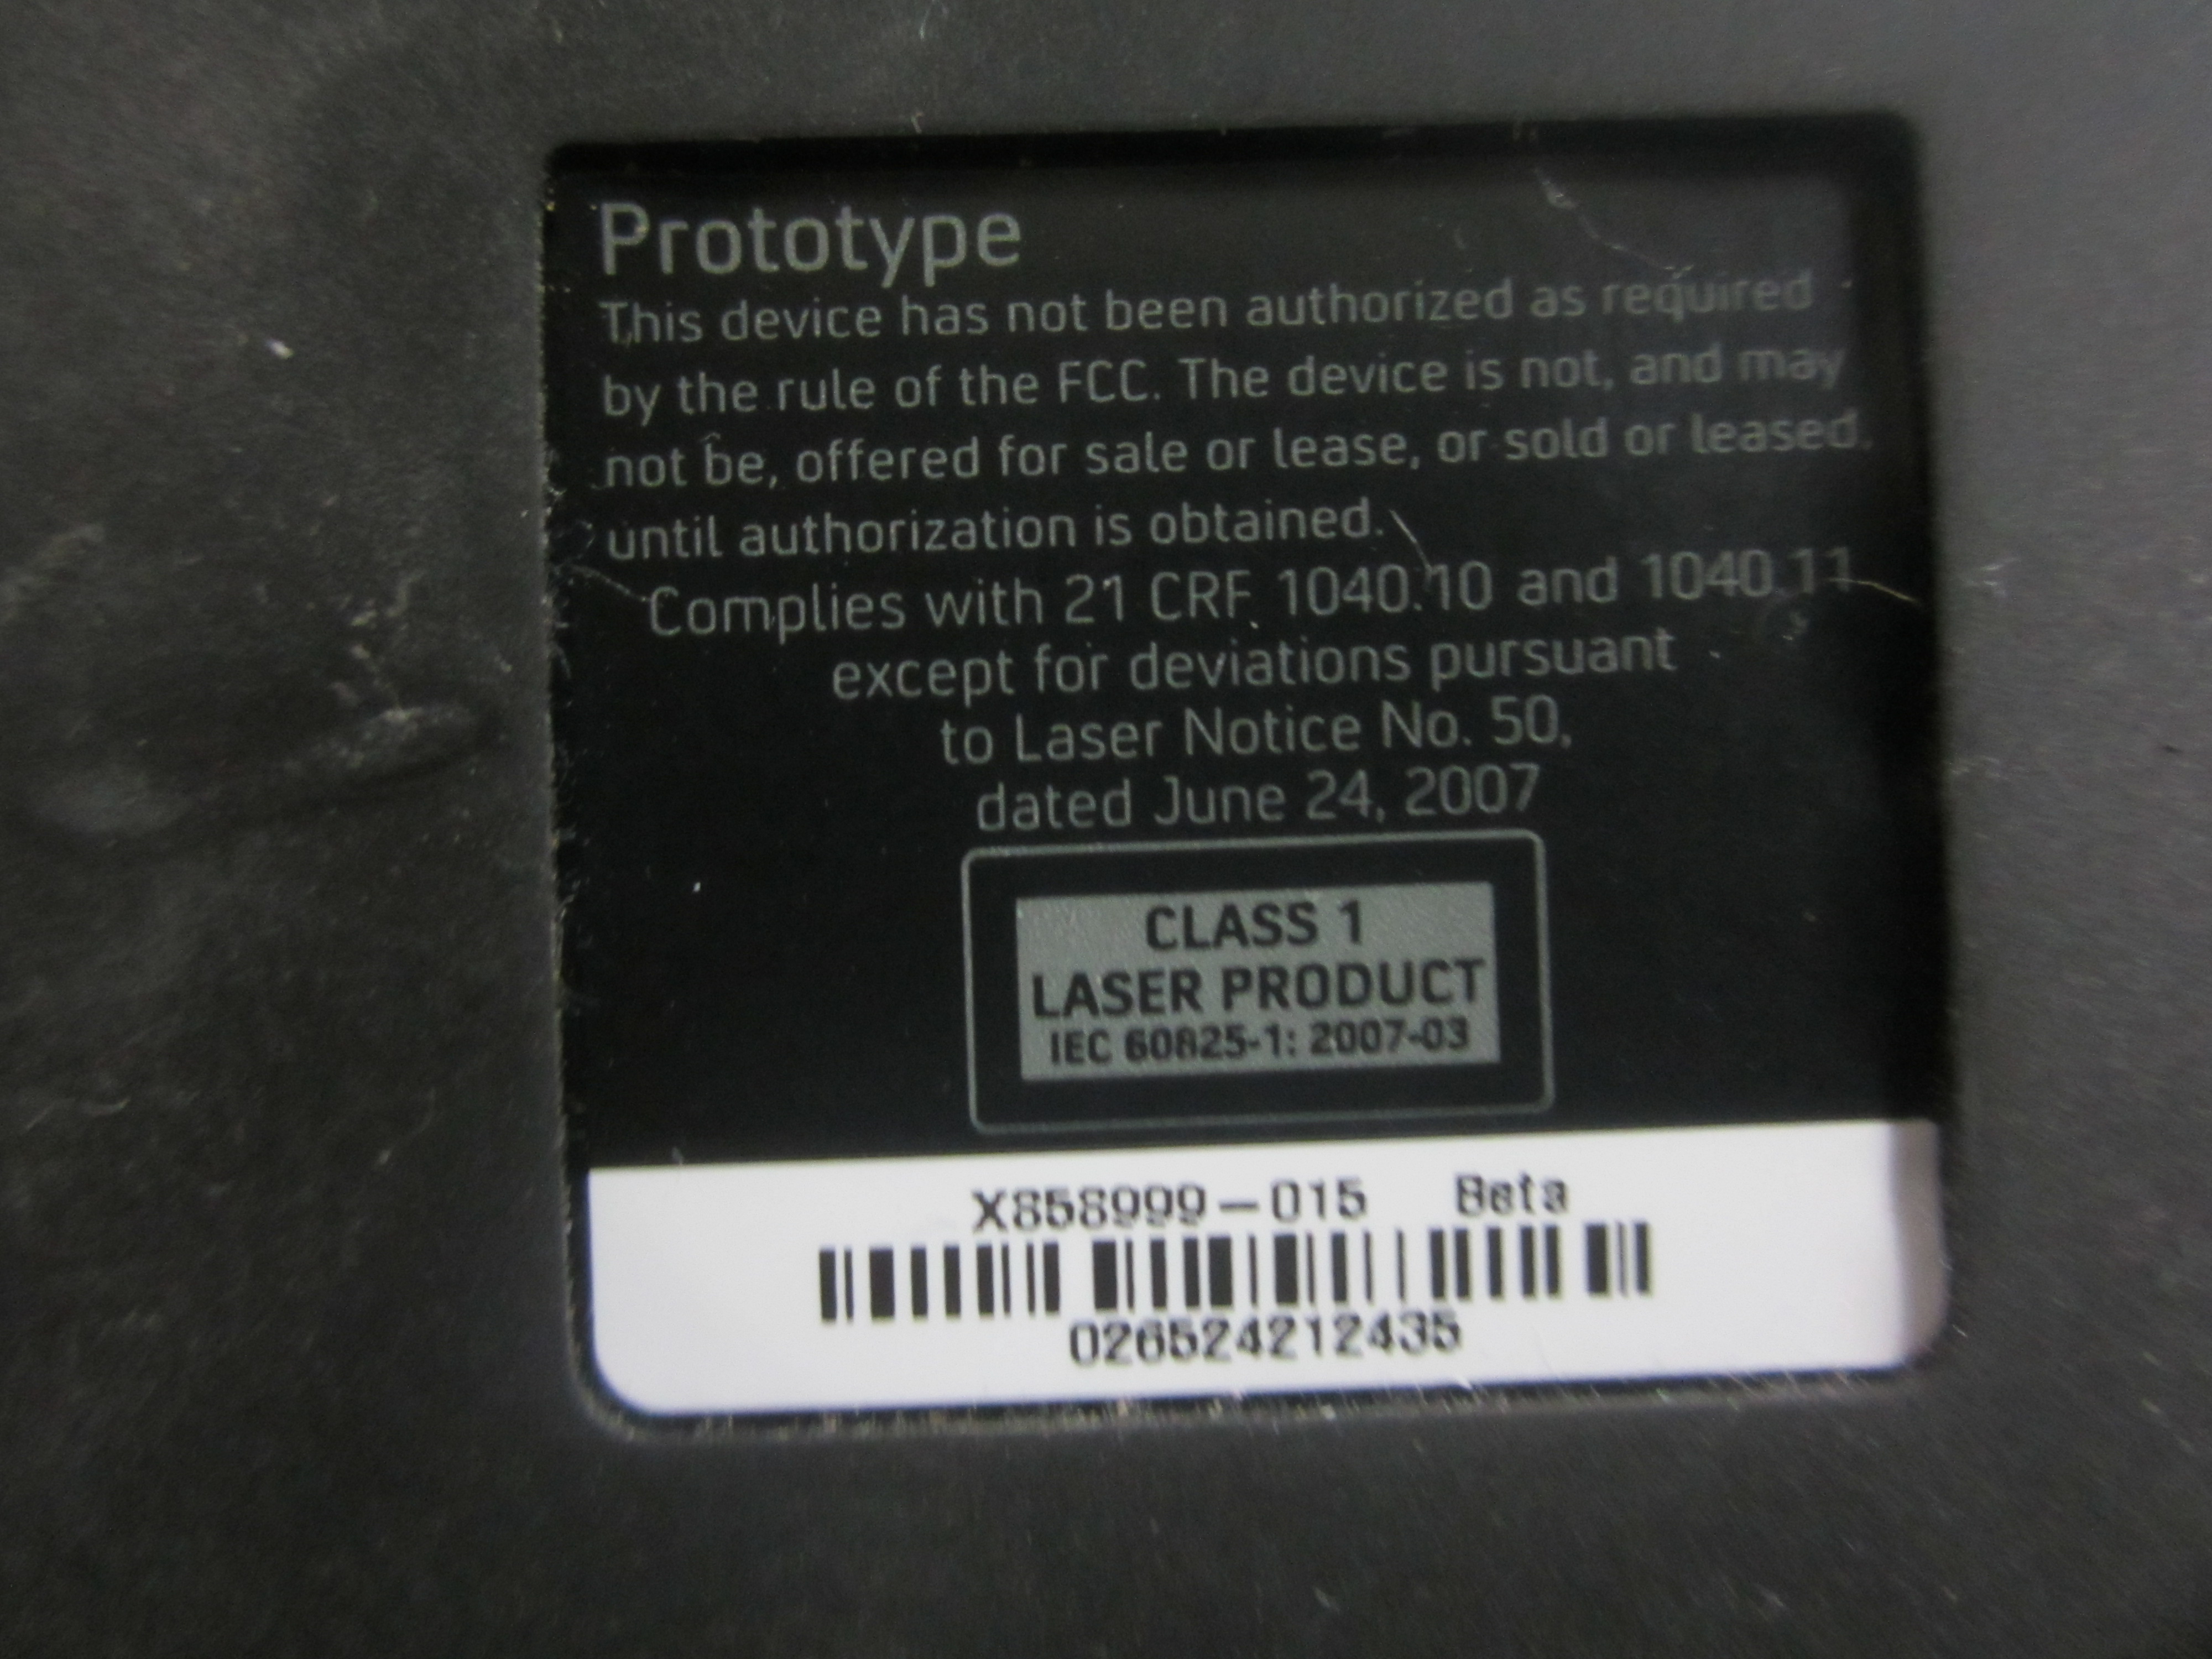 Prototype
This device has not been authorized as required
by the rule of the FCC. The device is not, and may
not be, offered for sale or lease, or sold or leased,
until authorization is obtained.
Complies with 21 CRF 1040.10 and 1040.11
except for deviations pursuant
to Laser Notice No. 50,
dated June 24, 2007
CLASS 1
LASER PRODUCT
IEC 60825-1: 2007-03
X858999-015 Beta
026524212435